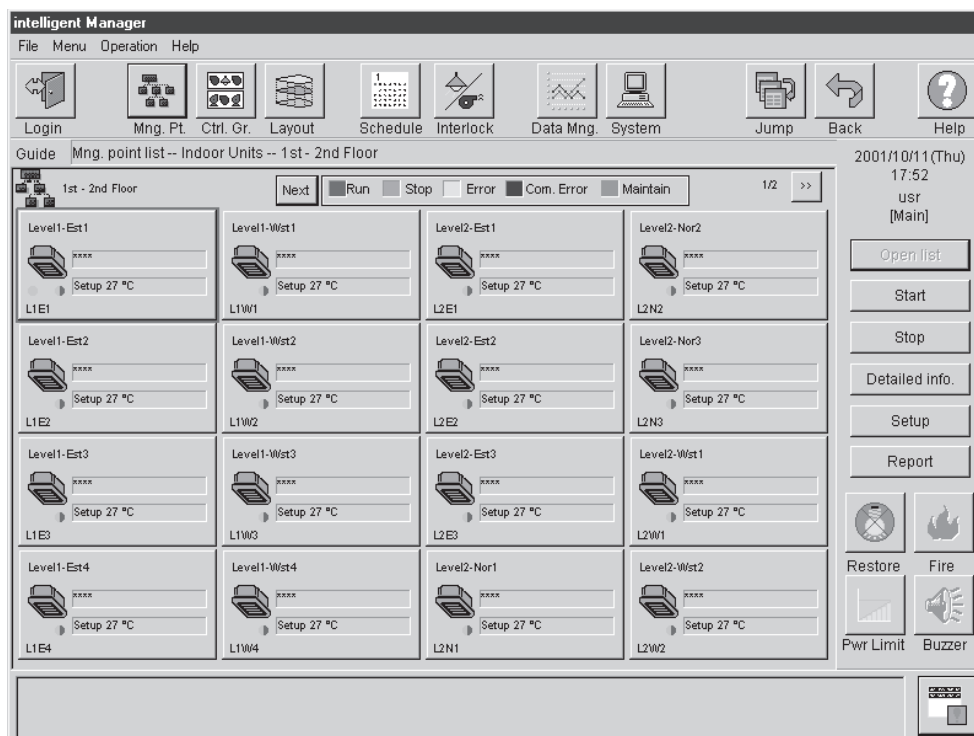 intelligent Manager
File Menu Operation Help
Login Mng. Pt. Ctrl. Gr. Layout Schedule Interlock Data Mng. System Jump Back Help
Guide Mng. point list -- Indoor Units -- 1st - 2nd Floor
2001/10/11(Thu)
17:52
usr
[Main]
1st - 2nd Floor Next Run Stop Error Com. Error Maintain 1/2 >>
Level1-Est1 Level1-Wst1 Level2-Est1 Level2-Nor2
**** **** **** ****
Setup 27 °C Setup 27 °C Setup 27 °C Setup 27 °C
L1E1 L1W1 L2E1 L2N2
Level1-Est2 Level1-Wst2 Level2-Est2 Level2-Nor3
**** **** **** ****
Setup 27 °C Setup 27 °C Setup 27 °C Setup 27 °C
L1E2 L1W2 L2E2 L2N3
Level1-Est3 Level1-Wst3 Level2-Est3 Level2-Wst1
**** **** **** ****
Setup 27 °C Setup 27 °C Setup 27 °C Setup 27 °C
L1E3 L1W3 L2E3 L2W1
Level1-Est4 Level1-Wst4 Level2-Nor1 Level2-Wst2
**** **** **** ****
Setup 27 °C Setup 27 °C Setup 27 °C Setup 27 °C
L1E4 L1W4 L2N1 L2W2
Open list
Start
Stop
Detailed info.
Setup
Report
Restore Fire
Pwr Limit Buzzer